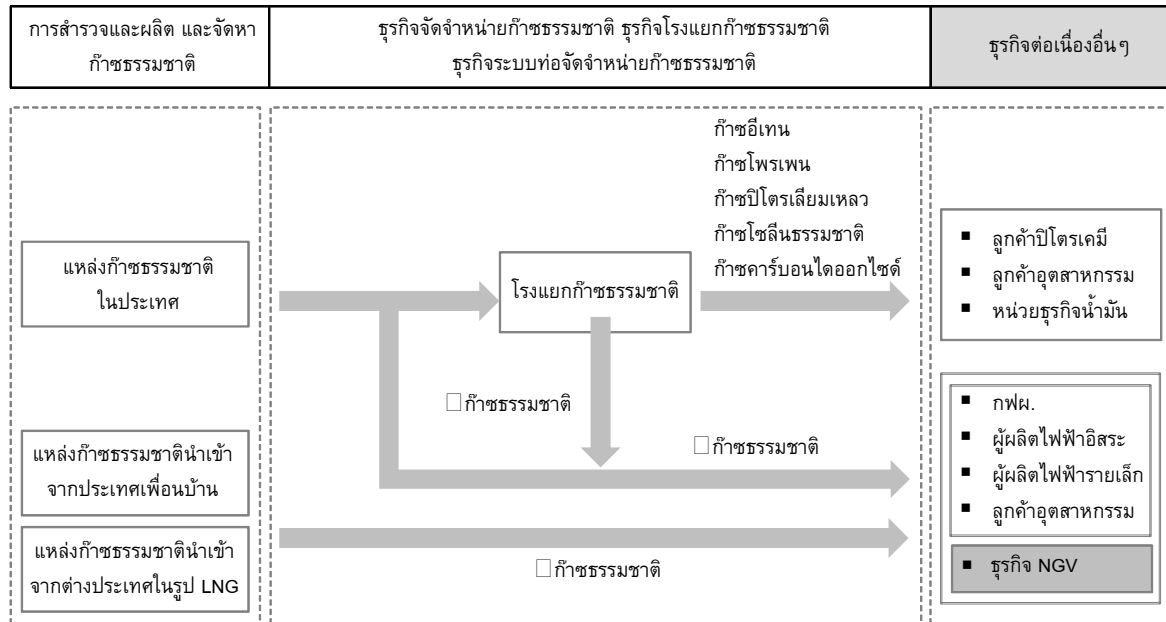 การสำรวจและผลิต และจัดหา
ก๊าซธรรมชาติ
ธุรกิจจัดจำหน่ายก๊าซธรรมชาติ ธุรกิจโรงแยกก๊าซธรรมชาติ
ธุรกิจระบบท่อจัดจำหน่ายก๊าซธรรมชาติ
ธุรกิจต่อเนื่องอื่นๆ
แหล่งก๊าซธรรมชาติ
ในประเทศ
แหล่งก๊าซธรรมชาตินำเข้า
จากประเทศเพื่อนบ้าน
แหล่งก๊าซธรรมชาตินำเข้า
จากต่างประเทศในรูป LNG
ก๊าซอีเทน
ก๊าซโพรเพน
ก๊าซปิโตรเลียมเหลว
ก๊าซโซลีนธรรมชาติ
ก๊าซคาร์บอนไดออกไซด์
โรงแยกก๊าซธรรมชาติ
ก๊าซธรรมชาติ
ก๊าซธรรมชาติ
ก๊าซธรรมชาติ
▪ ลูกค้าปิโตรเคมี
▪ ลูกค้าอุตสาหกรรม
▪ หน่วยธุรกิจน้ำมัน
▪ กฟผ.
▪ ผู้ผลิตไฟฟ้าอิสระ
▪ ผู้ผลิตไฟฟ้ารายเล็ก
▪ ลูกค้าอุตสาหกรรม
▪ ธุรกิจ NGV